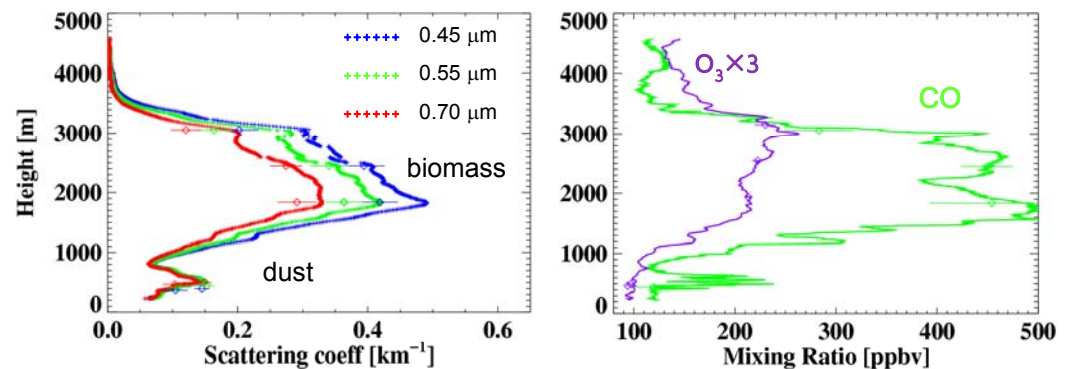 5000
4000
3000
2000
1000
0
Height [m]
0.0 0.2 0.4 0.6
Scattering coeff [km⁻¹]
0.45 μm
0.55 μm
0.70 μm
biomass
dust
5000
4000
3000
2000
1000
0
100 200 300 400 500
Mixing Ratio [ppbv]
O₃×3
CO